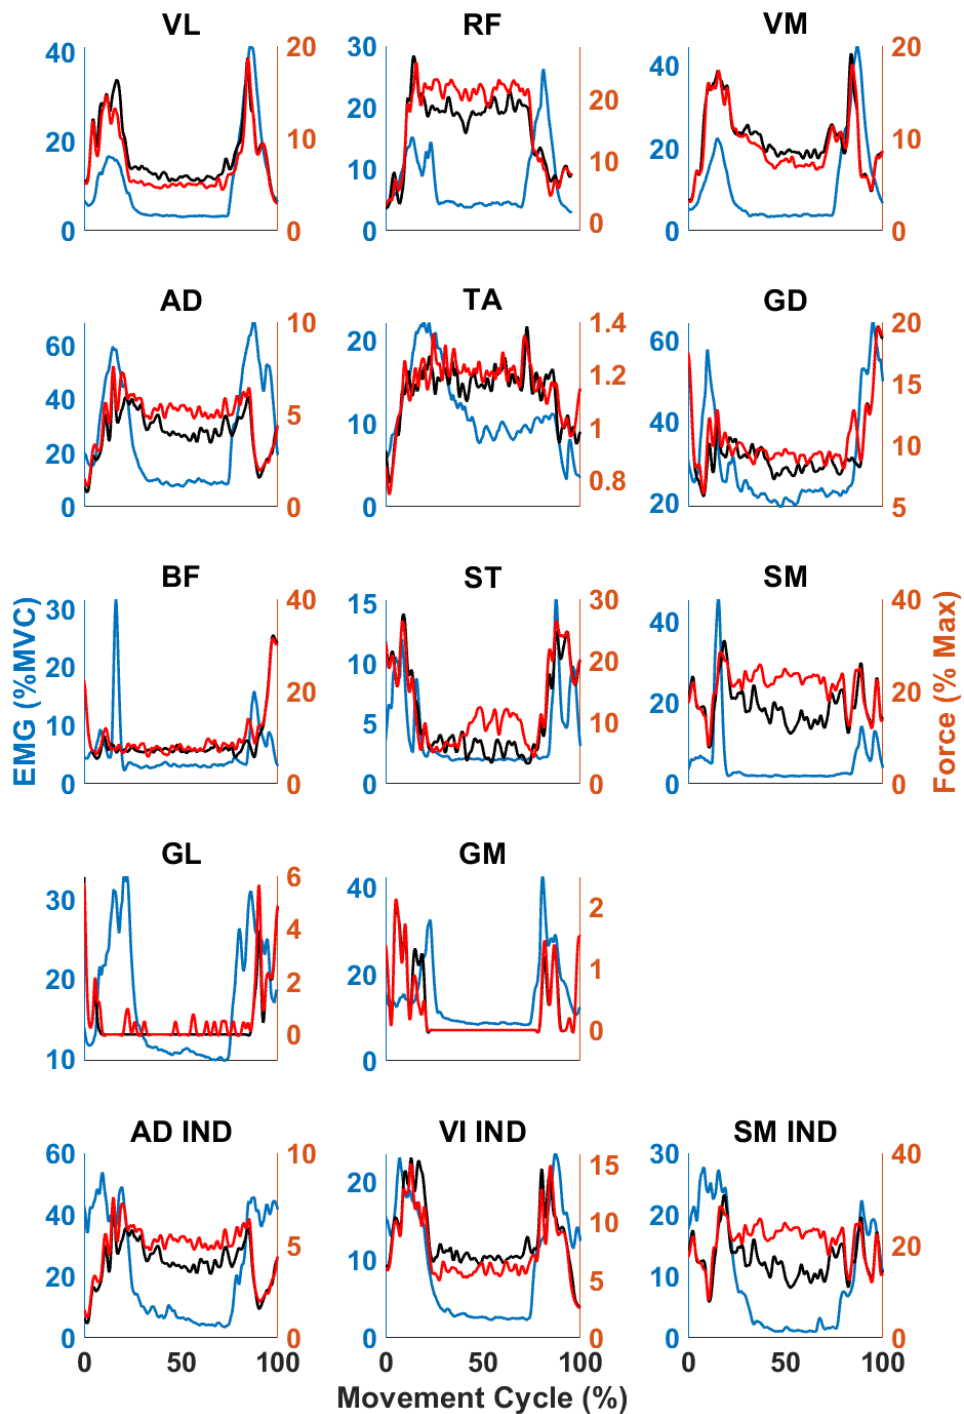 VL RF VM
40 20 30 20 40 20
20 10 20 10 10 20 10
0 0 0 0 0 0
AD TA GD
60 40 20 0 10 5 0 20 10 0 1.4 1.2 1 0.8 60 40 20 20 15 10 5
BF ST SM
30 20 10 0 40 20 0 15 10 5 0 30 20 10 0 40 20 0 40 20 0
EMG (%MVC)
Force (% Max)
GL GM
30 20 10 6 4 2 0 40 20 0 2 1 0
AD IND VI IND SM IND
60 40 20 0 10 5 0 20 10 0 15 10 5 0 30 20 10 0 40 20 0
0 50 100 0 50 100 0 50 100
Movement Cycle (%)